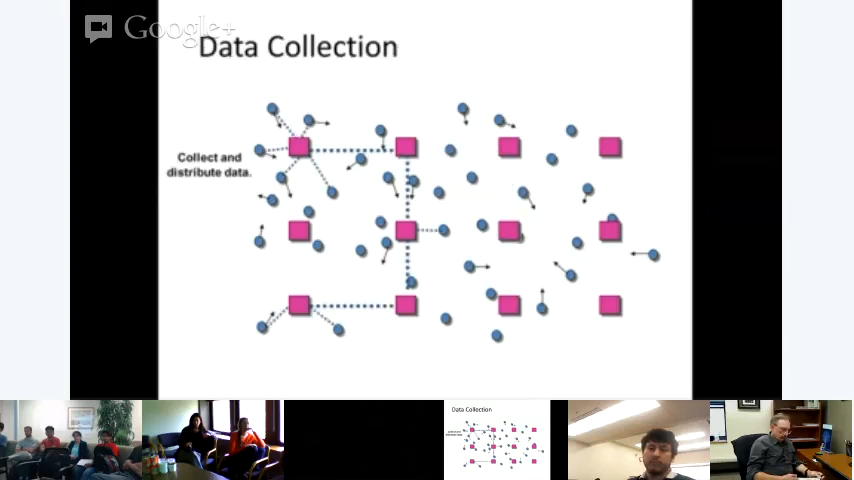 Google+
Data Collection
Collect and
distribute data.
Data Collection